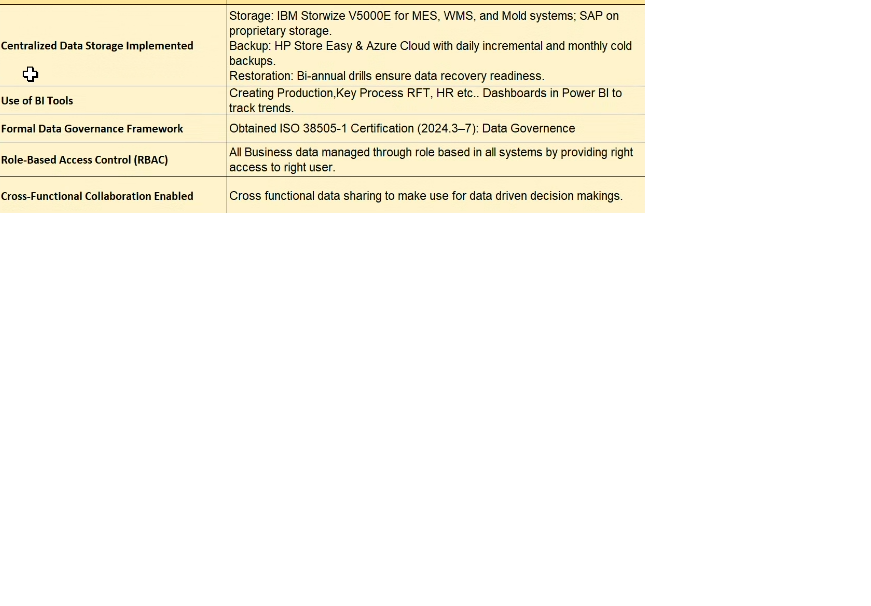 Centralized Data Storage Implemented
Storage: IBM Storwize V5000E for MES, WMS, and Mold systems; SAP on
proprietary storage.
Backup: HP Store Easy & Azure Cloud with daily incremental and monthly cold
backups.
Restoration: Bi-annual drills ensure data recovery readiness.
Use of BI Tools
Creating Production,Key Process RFT, HR etc.. Dashboards in Power BI to
track trends.
Formal Data Governance Framework
Obtained ISO 38505-1 Certification (2024.3–7): Data Governence
Role-Based Access Control (RBAC)
All Business data managed through role based in all systems by providing right
access to right user.
Cross-Functional Collaboration Enabled
Cross functional data sharing to make use for data driven decision makings.